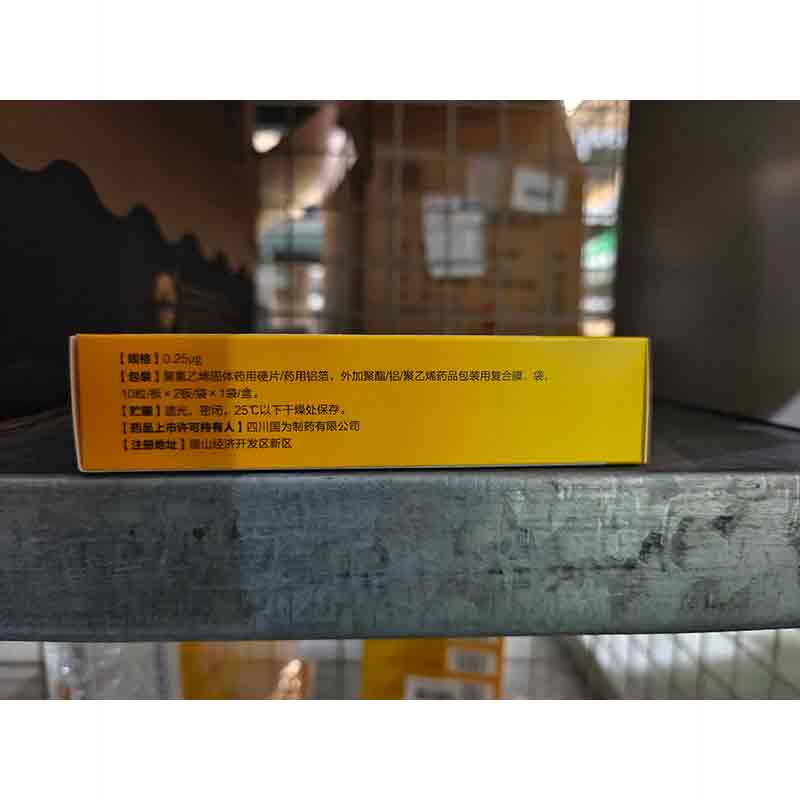 【规格】0.25μg
【包装】聚氯乙烯固体药用硬片/药用铝箔，外加聚酯/铝/聚乙烯药品包装用复合膜、袋，
10粒/板×2板/袋×1袋/盒。
【贮藏】遮光，密闭，25℃以下干燥处保存。
【药品上市许可持有人】四川国为制药有限公司
【注册地址】眉山经济开发区新区